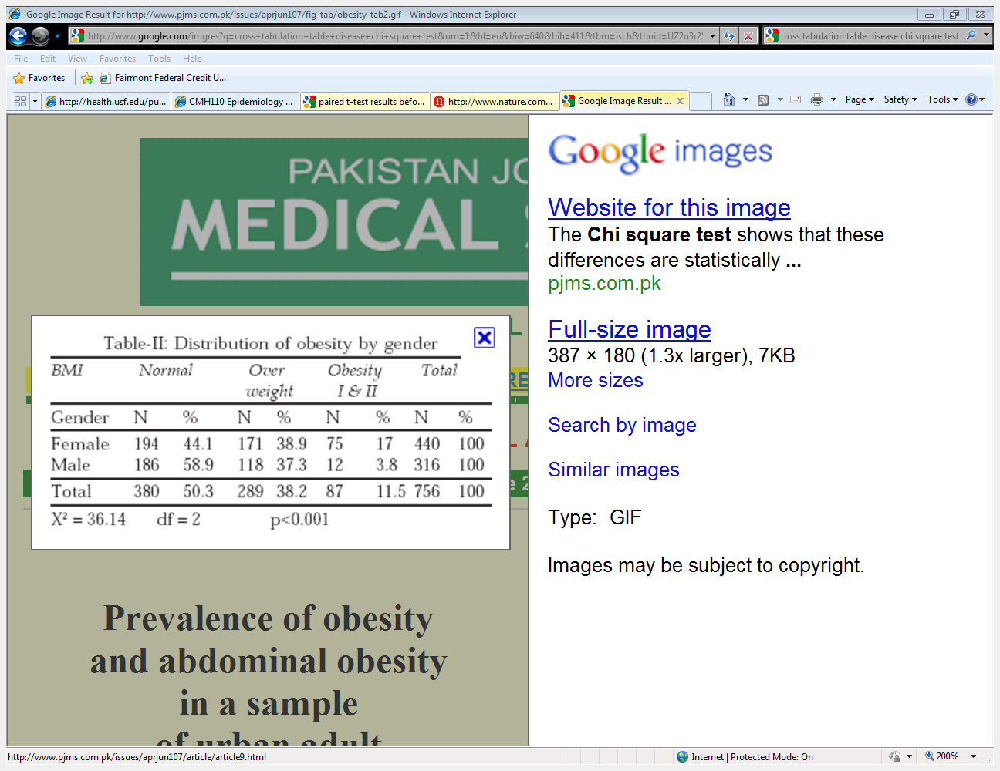 Google Image Result for http://www.pjms.com.pk/issues/aprjun107/fig_tab/obesity_tab2.gif - Windows Internet Explorer
http://www.google.com/imgres?q=cross+tabulation+table+disease+chi+square+test&um=1&hl=en&biw=640&bih=411&tbm=isch&tbnid=UZ2u3r2
ross tabulation table disease chi square test
File Edit View Favorites Tools Help
Favorites Fairmont Federal Credit U...
http://health.usf.edu/pu... CMH110 Epidemiology ... paired t-test results befo... http://www.nature.com... Google Image Result ... Page Safety Tools
PAKISTAN JO
MEDICAL
Table-II: Distribution of obesity by gender
BMI Normal Over weight Obesity I & II Total
Gender N % N % N % N %
Female 194 44.1 171 38.9 75 17 440 100
Male 186 58.9 118 37.3 12 3.8 316 100
Total 380 50.3 289 38.2 87 11.5 756 100
X² = 36.14 df = 2 p<0.001
Prevalence of obesity
and abdominal obesity
in a sample
of urban adult
Google images
Website for this image
The Chi square test shows that these
differences are statistically ...
pjms.com.pk
Full-size image
387 × 180 (1.3x larger), 7KB
More sizes
Search by image
Similar images
Type: GIF
Images may be subject to copyright.
http://www.pjms.com.pk/issues/aprjun107/article/article9.html Internet | Protected Mode: On 200%